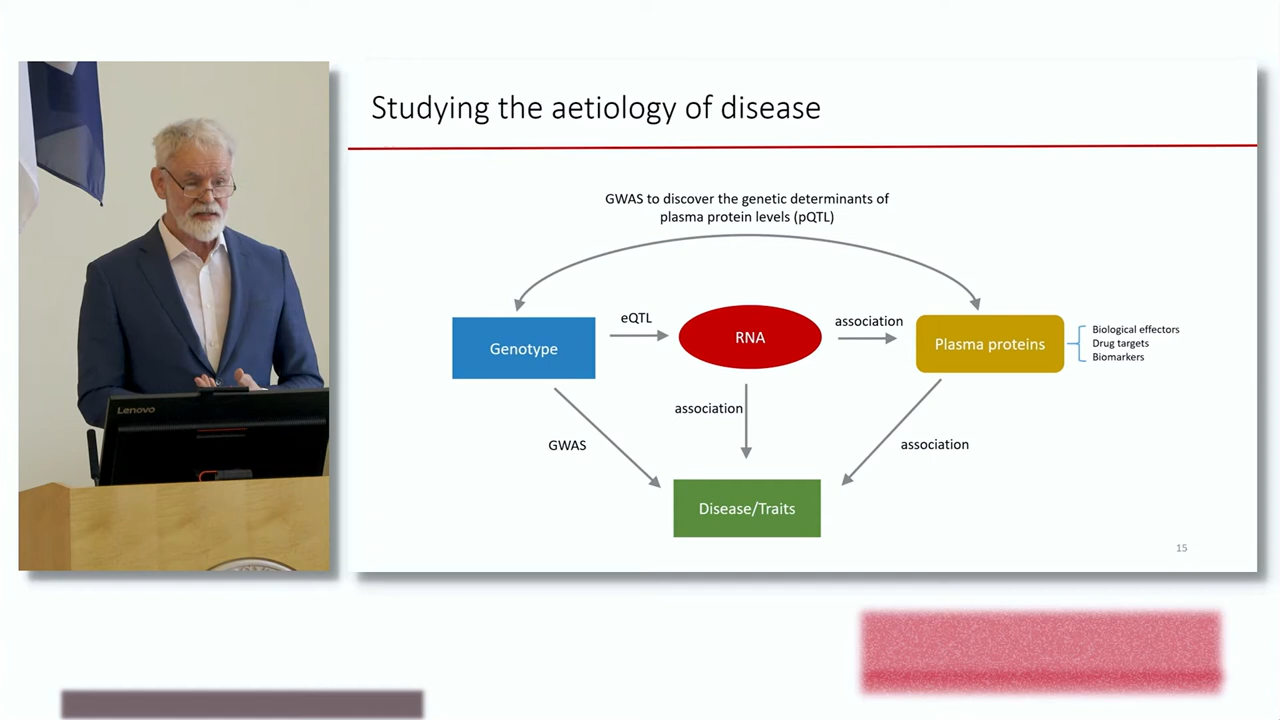 Studying the aetiology of disease
GWAS to discover the genetic determinants of
plasma protein levels (pQTL)
eQTL
association
Genotype
RNA
Plasma proteins
Biological effectors
Drug targets
Biomarkers
association
GWAS
association
Disease/Traits
15
Lenovo